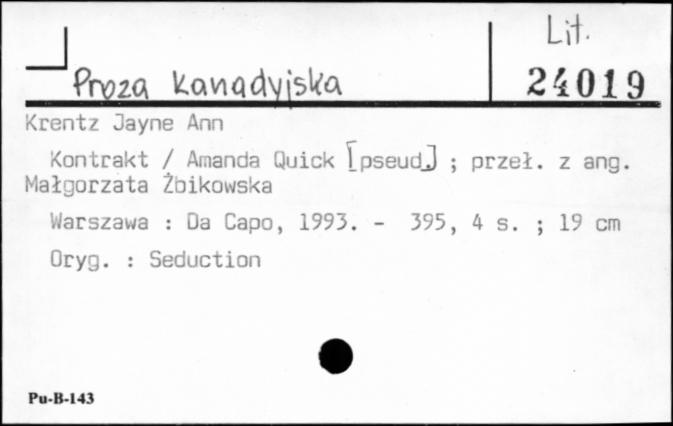 Lit.
Proza kanadyjska
24019
Krentz Jayne Ann
Kontrakt / Amanda Quick [pseud.] ; przeł. z ang.
Małgorzata Żbikowska
Warszawa : Da Capo, 1993. - 395, 4 s. ; 19 cm
Oryg. : Seduction
Pu-B-143